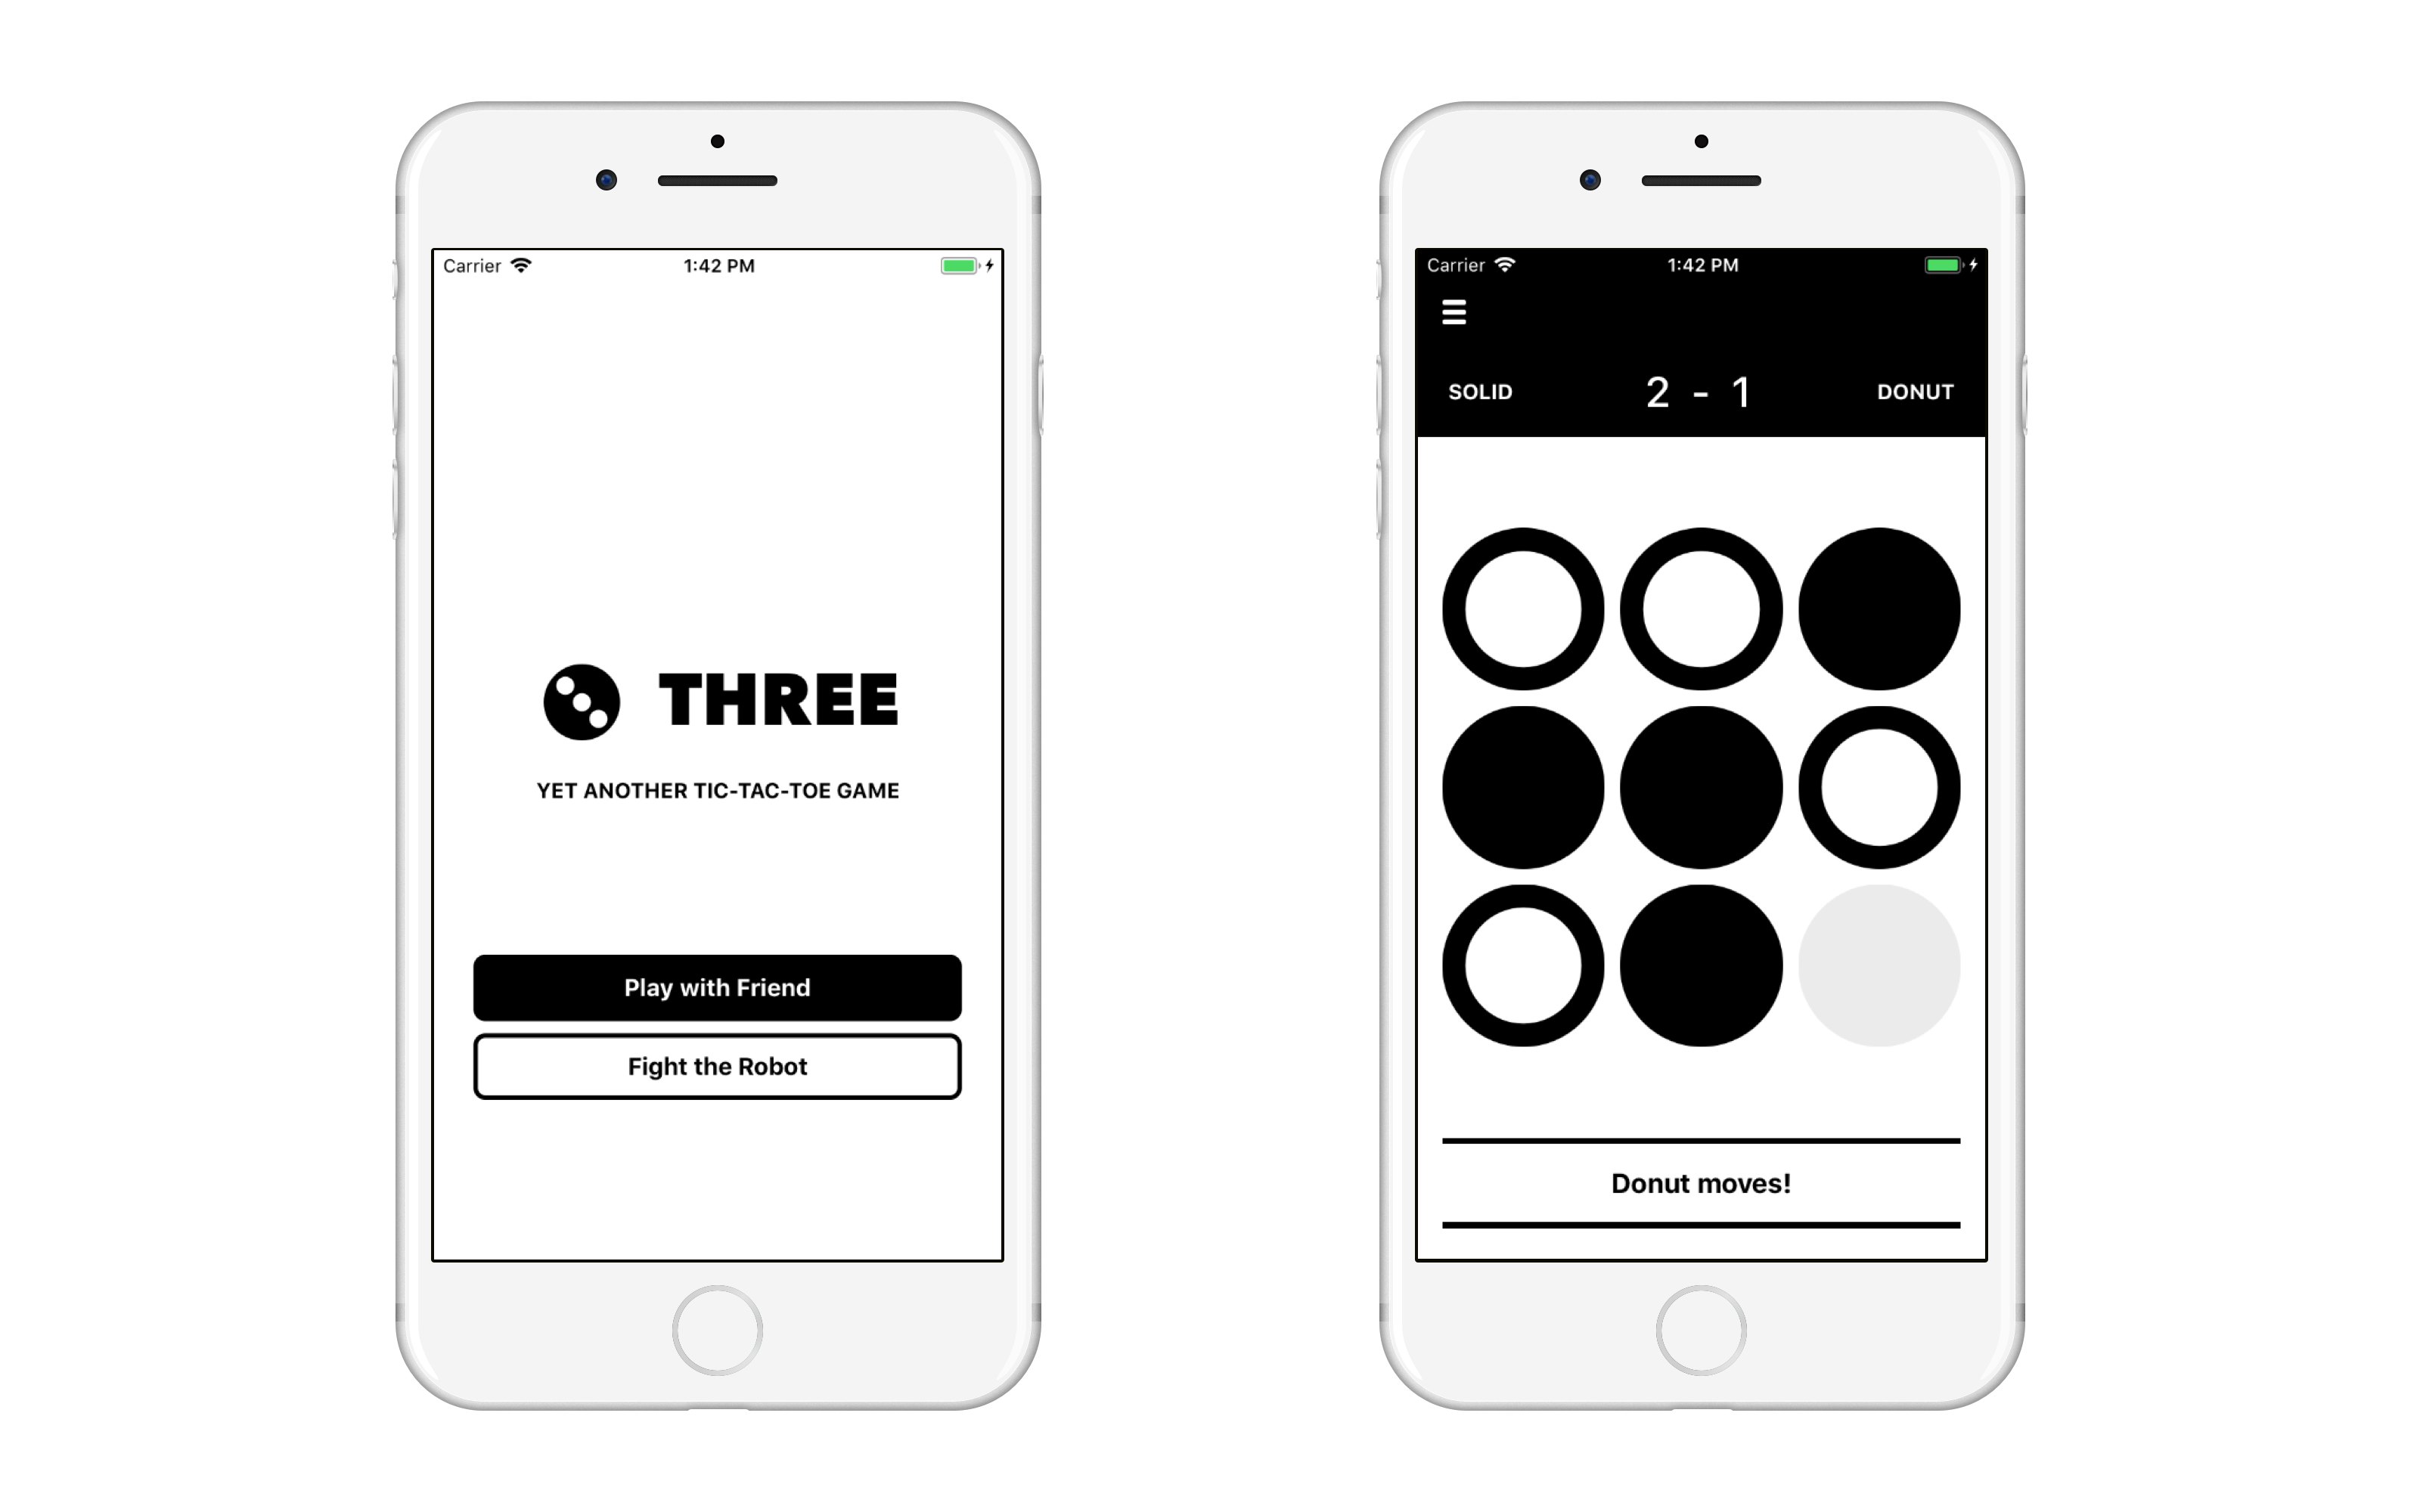 Carrier 1:42 PM
THREE
YET ANOTHER TIC-TAC-TOE GAME
Play with Friend
Fight the Robot
Carrier 1:42 PM
SOLID 2 - 1 DONUT
Donut moves!